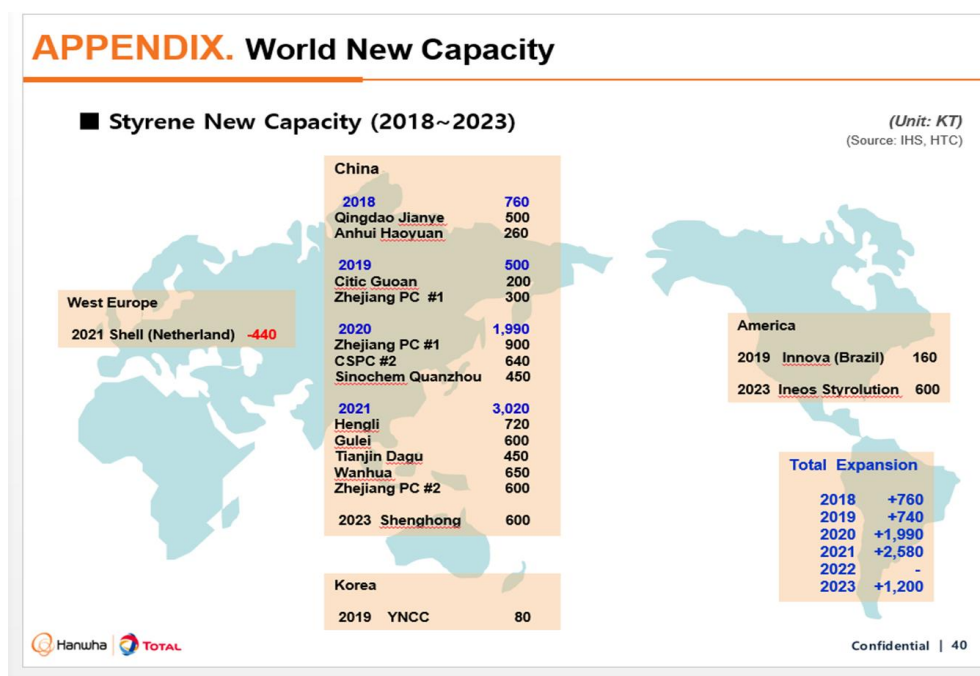 APPENDIX. World New Capacity
■ Styrene New Capacity (2018~2023)
(Unit: KT)
(Source: IHS, HTC)
China
2018 760
Qingdao Jianye 500
Anhui Haoyuan 260
2019 500
Citic Guoan 200
Zhejiang PC #1 300
2020 1,990
Zhejiang PC #1 900
CSPC #2 640
Sinochem Quanzhou 450
2021 3,020
Hengli 720
Gulei 600
Tianjin Dagu 450
Wanhua 650
Zhejiang PC #2 600
2023 Shenghong 600
West Europe
2021 Shell (Netherland) -440
America
2019 Innova (Brazil) 160
2023 Ineos Styrolution 600
Total Expansion
2018 +760
2019 +740
2020 +1,990
2021 +2,580
2022 -
2023 +1,200
Korea
2019 YNCC 80
Hanwha TOTAL
Confidential | 40